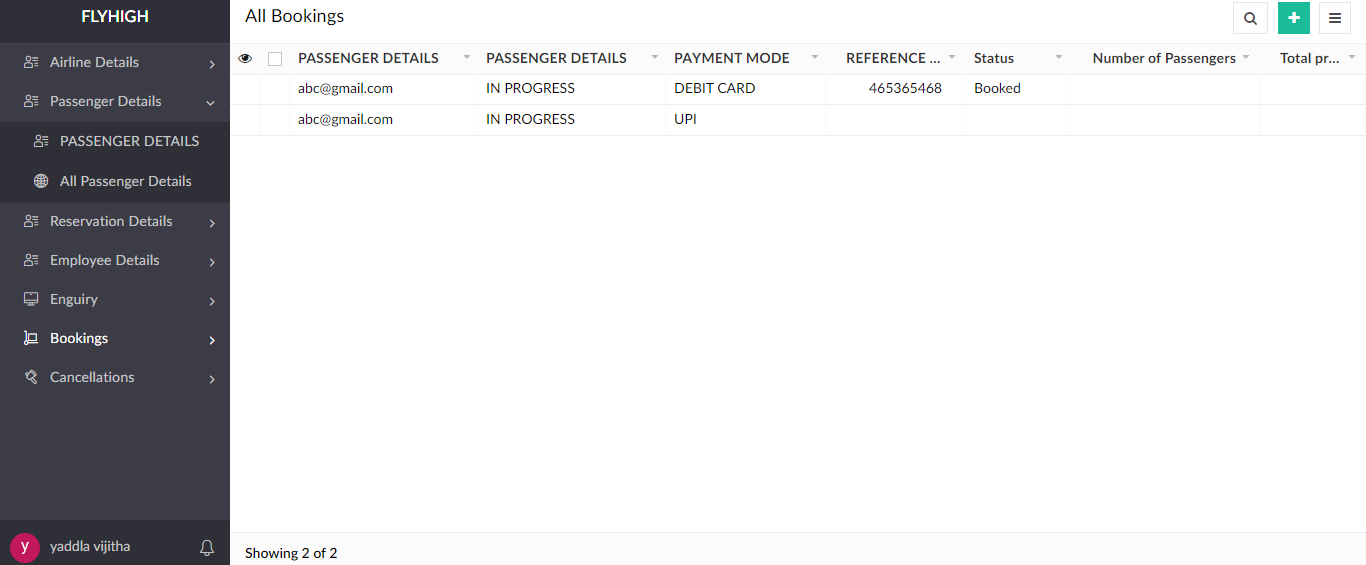 FLYHIGH
Airline Details
Passenger Details
PASSENGER DETAILS
All Passenger Details
Reservation Details
Employee Details
Enguiry
Bookings
Cancellations
y yaddla vijitha
All Bookings
PASSENGER DETAILS PASSENGER DETAILS PAYMENT MODE REFERENCE ... Status Number of Passengers Total pr...
abc@gmail.com IN PROGRESS DEBIT CARD 465365468 Booked
abc@gmail.com IN PROGRESS UPI
Showing 2 of 2